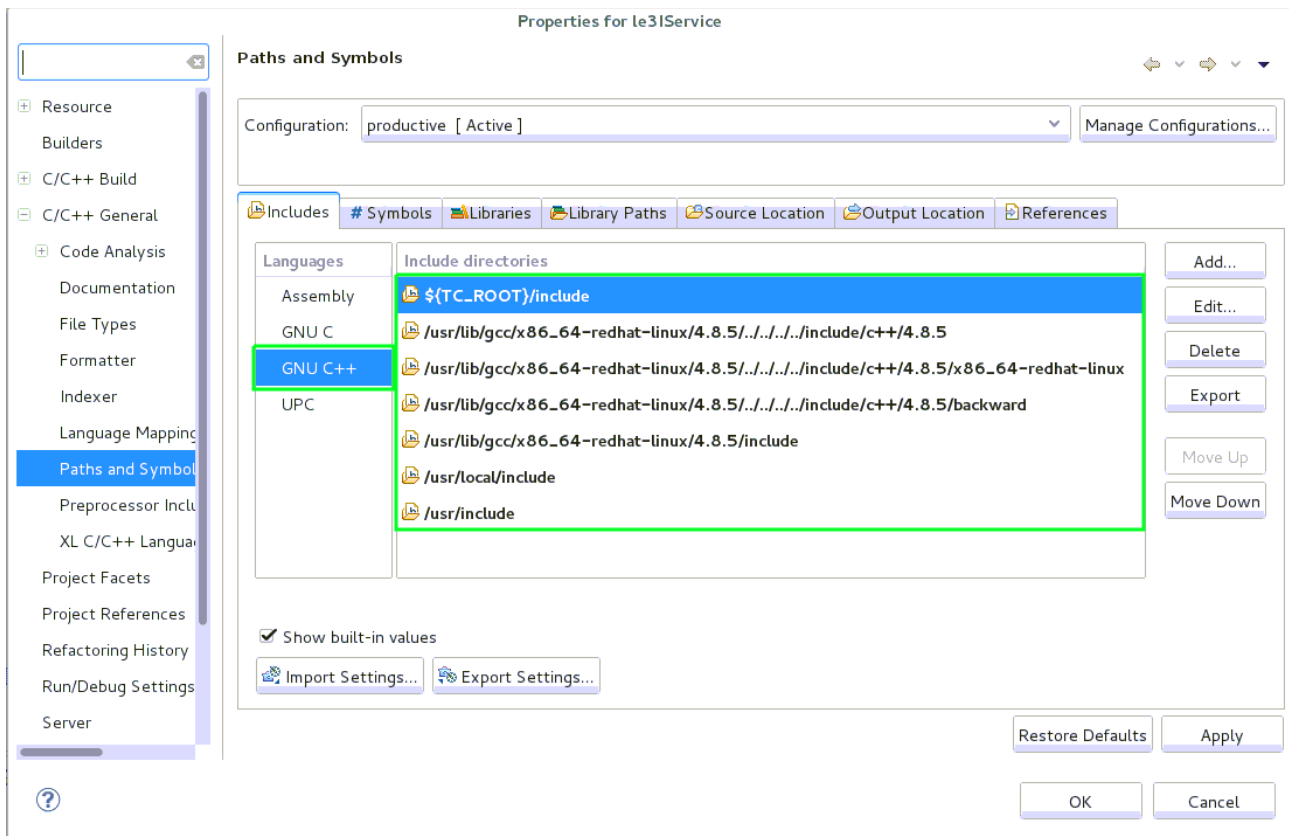 Properties for le3IService
Paths and Symbols
Resource
Builders
C/C++ Build
C/C++ General
Code Analysis
Documentation
File Types
Formatter
Indexer
Language Mapping
Paths and Symbol
Preprocessor Inclu
XL C/C++ Langua
Project Facets
Project References
Refactoring History
Run/Debug Settings
Server
Configuration: productive [ Active ] Manage Configurations...
Includes # Symbols Libraries Library Paths Source Location Output Location References
Languages
Assembly
GNU C
GNU C++
UPC
Include directories
${TC_ROOT}/include
/usr/lib/gcc/x86_64-redhat-linux/4.8.5/../../../../include/c++/4.8.5
/usr/lib/gcc/x86_64-redhat-linux/4.8.5/../../../../include/c++/4.8.5/x86_64-redhat-linux
/usr/lib/gcc/x86_64-redhat-linux/4.8.5/../../../../include/c++/4.8.5/backward
/usr/lib/gcc/x86_64-redhat-linux/4.8.5/include
/usr/local/include
/usr/include
Add...
Edit...
Delete
Export
Move Up
Move Down
Show built-in values
Import Settings... Export Settings...
Restore Defaults Apply
OK Cancel